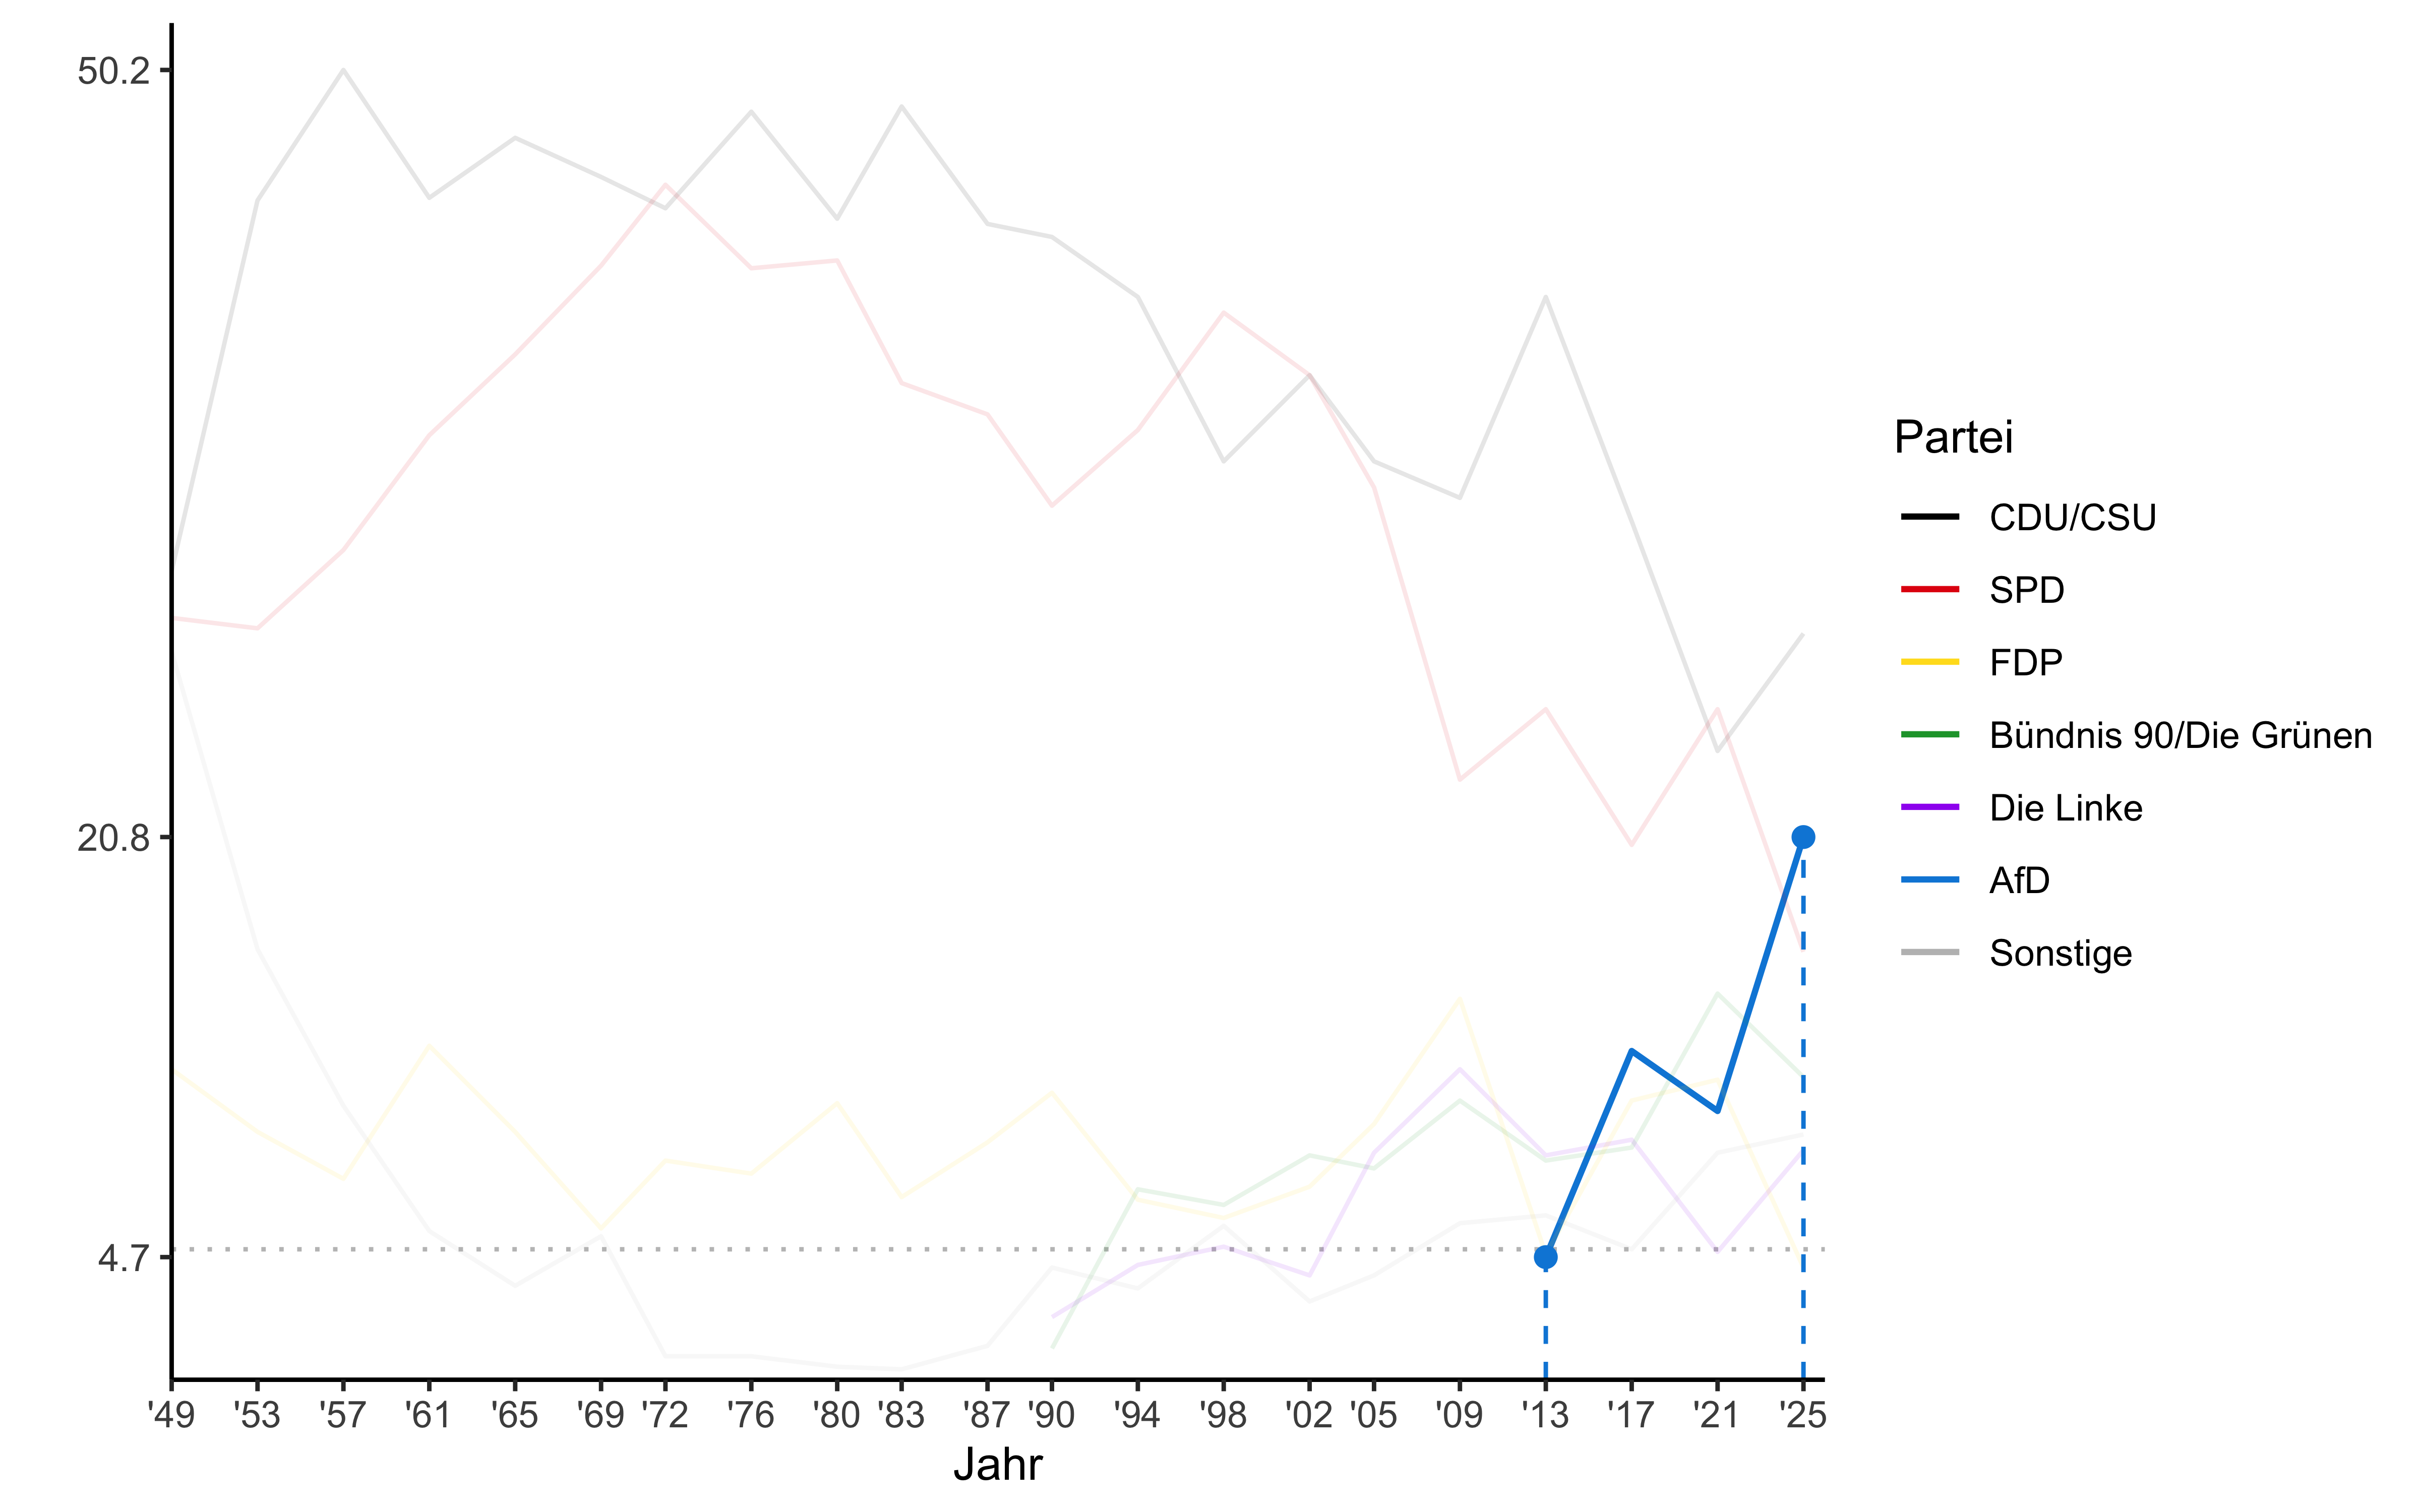 50.2
20.8
4.7
'49 '53 '57 '61 '65 '69 '72 '76 '80 '83 '87 '90 '94 '98 '02 '05 '09 '13 '17 '21 '25
Jahr
Partei
CDU/CSU
SPD
FDP
Bündnis 90/Die Grünen
Die Linke
AfD
Sonstige